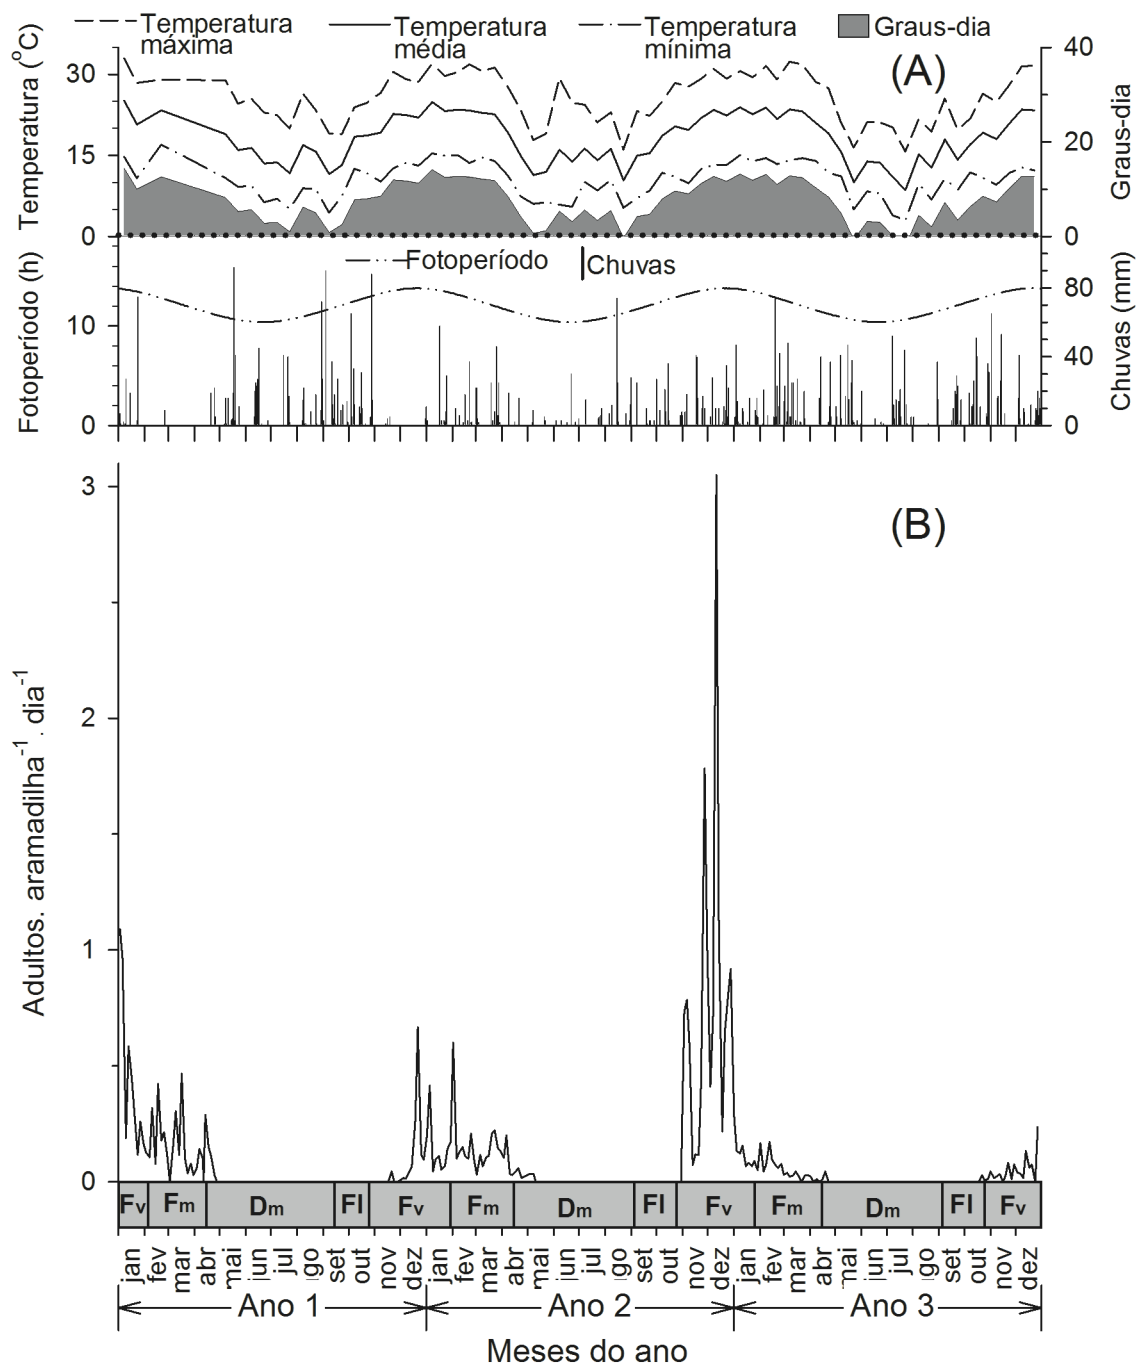 Temperatura máxima
Temperatura média
Temperatura mínima
Graus-dia
(A)
Temperatura (°C)
30
15
0
Graus-dia
40
20
0
Fotoperíodo
Chuvas
Fotoperíodo (h)
10
0
Chuvas (mm)
80
40
0
(B)
Adultos. aramadilha-1. dia-1
3
2
1
0
Fv Fm Dm Fl Fv Fm Dm Fl Fv Fm Dm Fl Fv
jan fev mar abr mai jun jul ago set out nov dez jan fev mar abr mai jun jul ago set out nov dez jan fev mar abr mai jun jul ago set out nov dez
Ano 1 Ano 2 Ano 3
Meses do ano